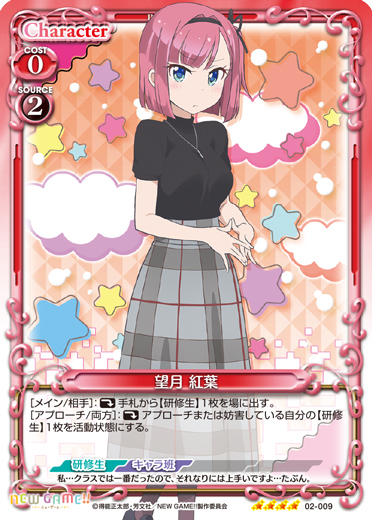 Character
COST
0
SOURCE
2
望月 紅葉
[メイン/相手]: 手札から【研修生】1枚を場に出す。
[アプローチ/両方]: アプローチまたは妨害している自分の【研修
生】1枚を活動状態にする。
研修生 キャラ班
私…クラスでは一番だったので、それなりには上手いですよ…たぶん。
NEW GAME!!
©得能正太郎・芳文社/NEW GAME!!製作委員会
02-009